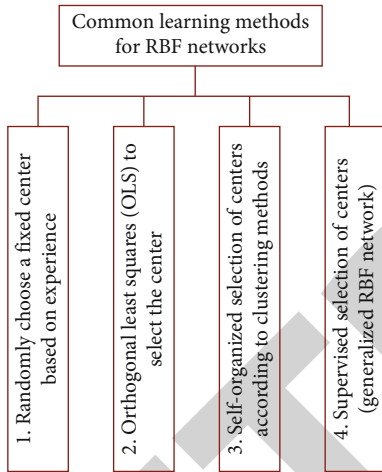 Common learning methods
for RBF networks
1. Randomly choose a fixed center
based on experience
2. Orthogonal least squares (OLS) to
select the center
3. Self-organized selection of centers
according to clustering methods
4. Supervised selection of centers
(generalized RBF network)